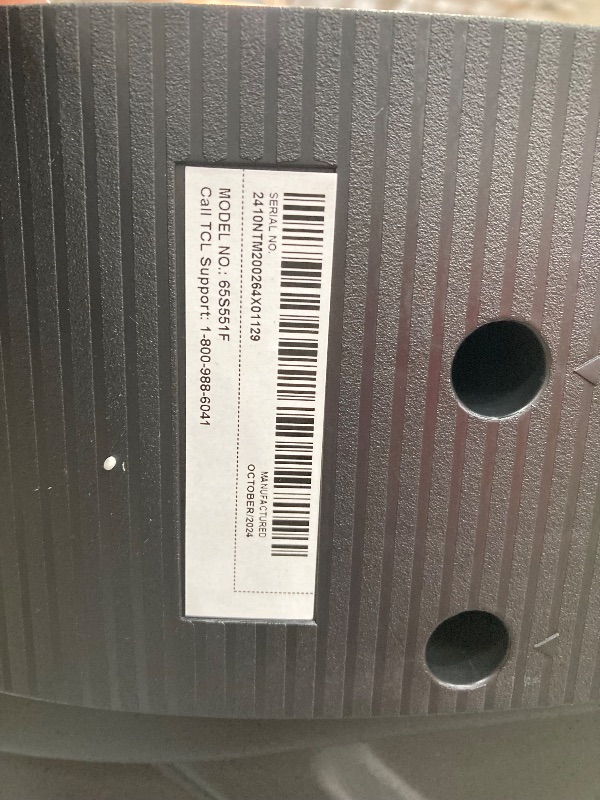 SERIAL NO.
2410NTM200264X01129
MANUFACTURED
OCTOBER/2024
MODEL NO.: 65S551F
Call TCL Support: 1-800-988-6041